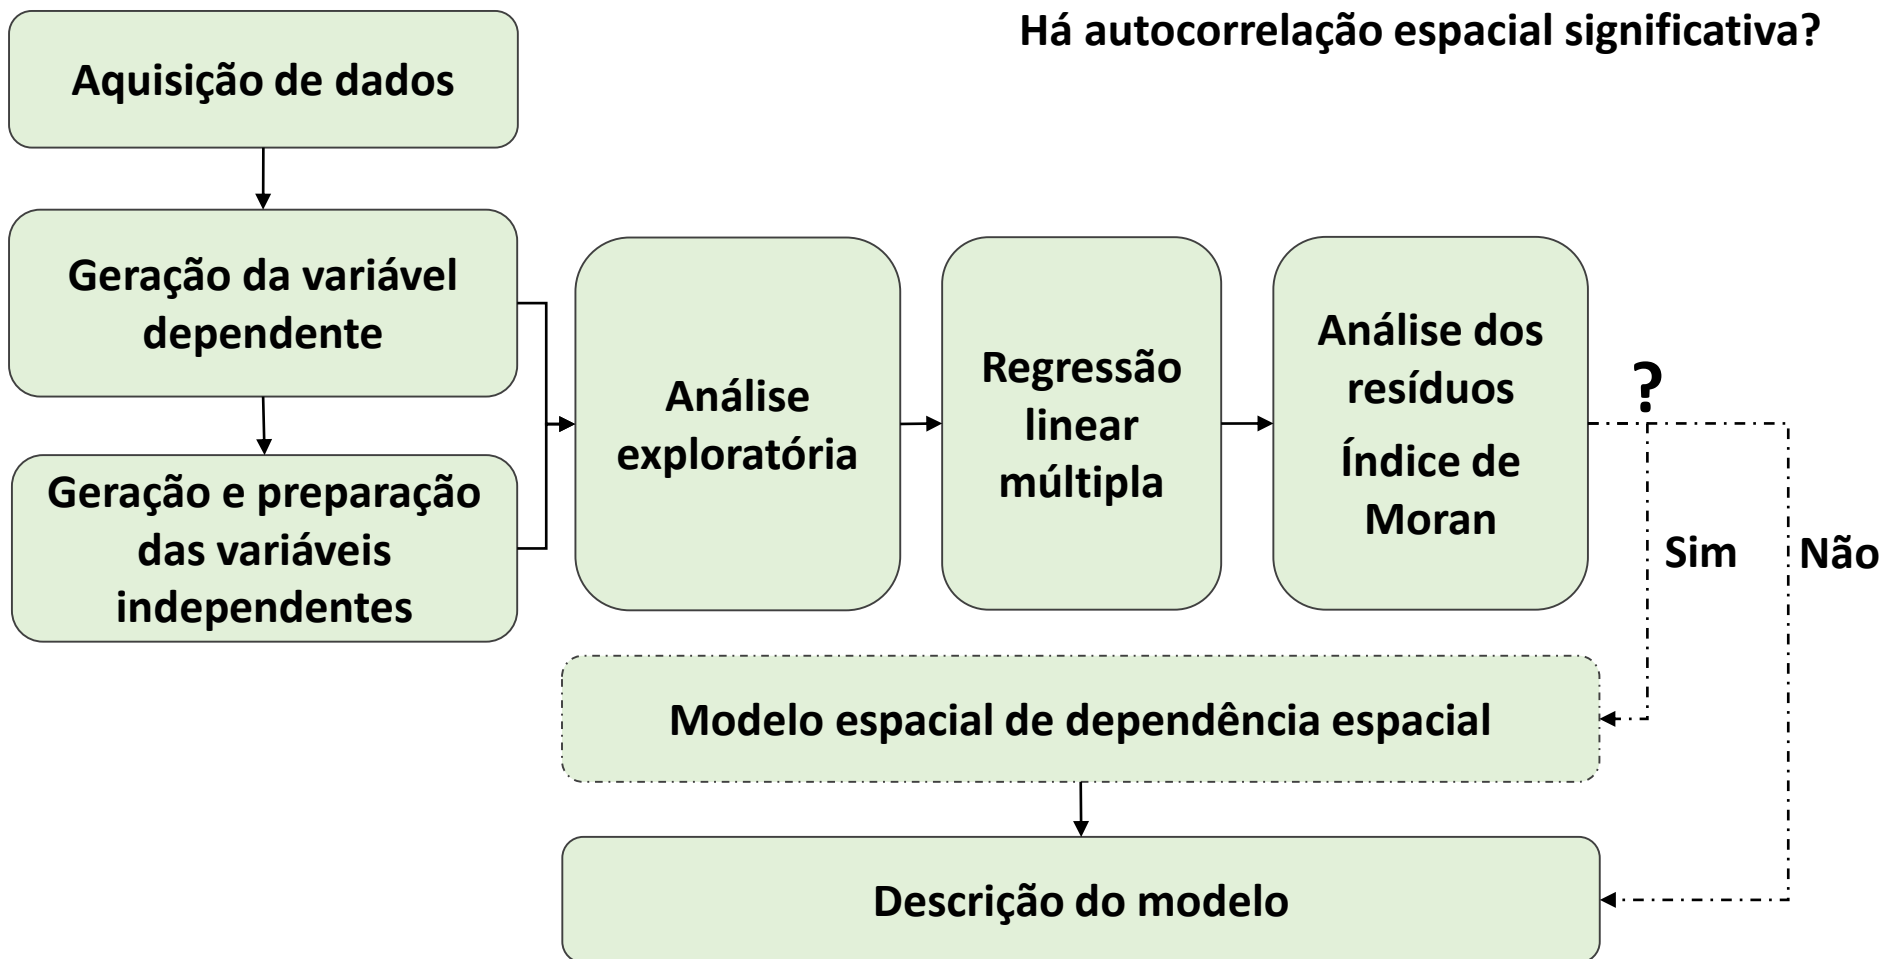 Há autocorrelação espacial significativa?
Aquisição de dados
Geração da variável
dependente
Geração e preparação
das variáveis
independentes
Análise
exploratória
Regressão
linear
múltipla
Análise dos
resíduos
Índice de
Moran
?
Sim
Não
Modelo espacial de dependência espacial
Descrição do modelo